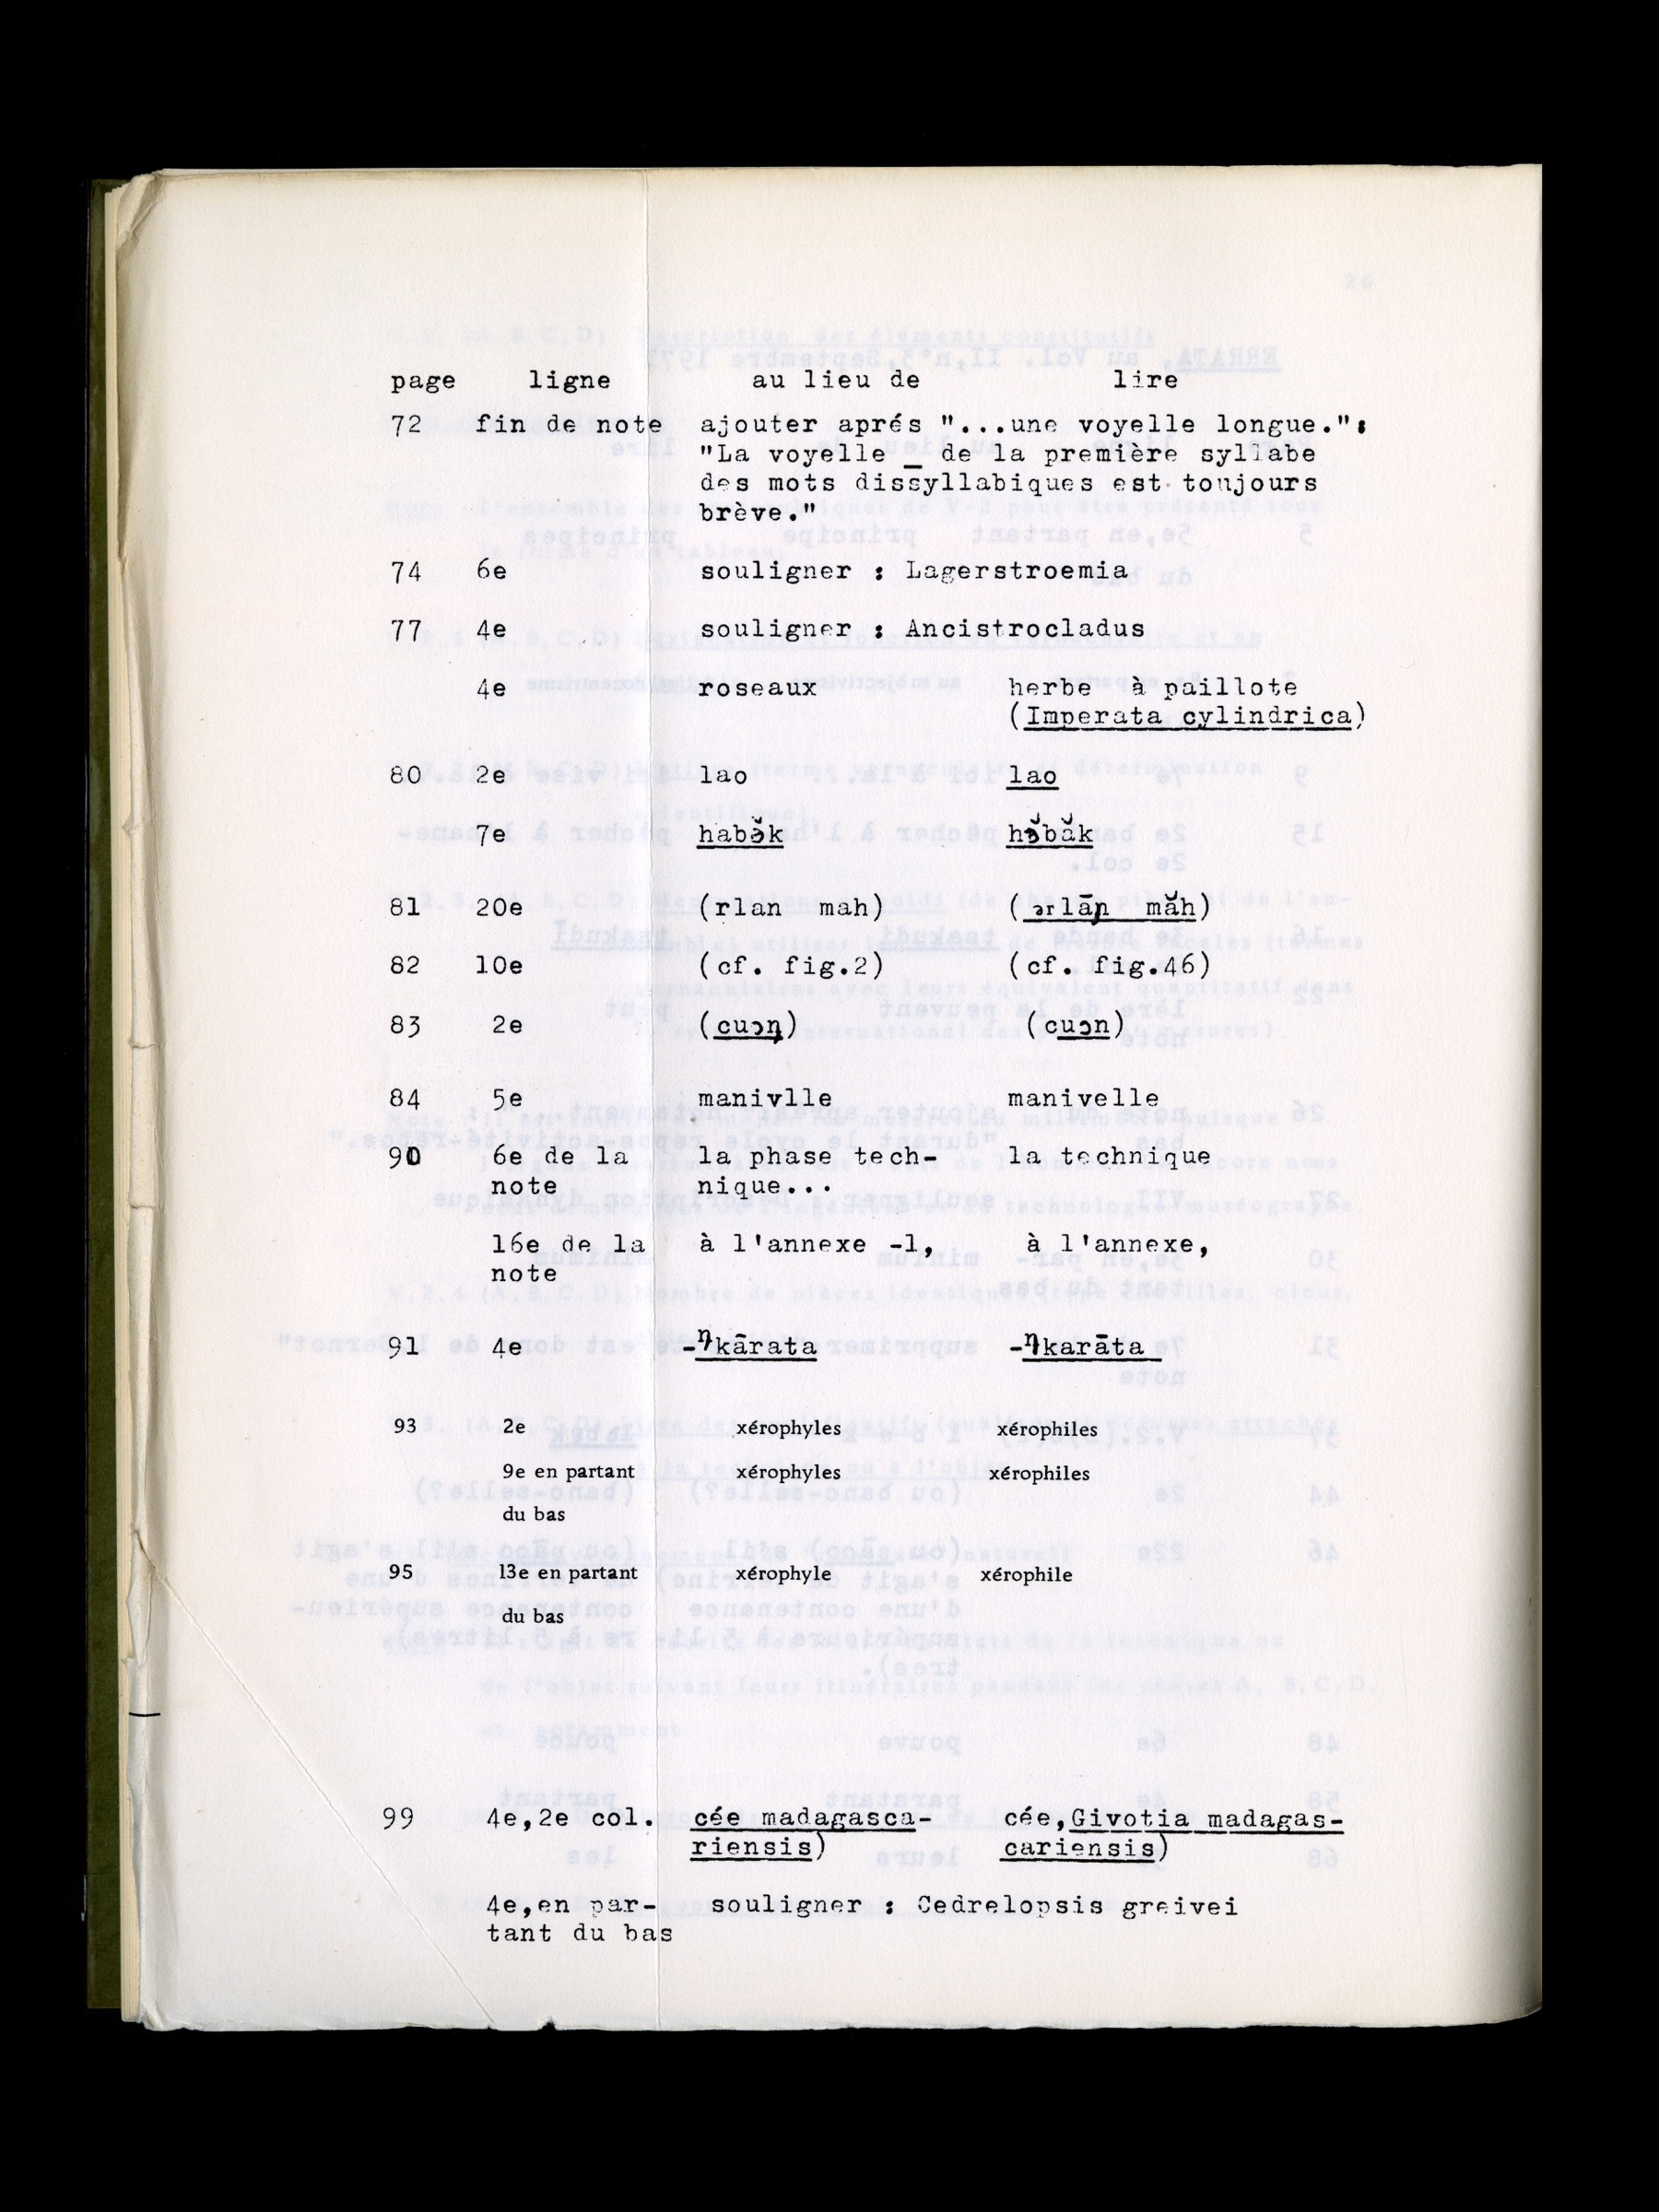 page ligne au lieu de lire
72 fin de note ajouter aprés "...une voyelle longue.":
"La voyelle _ de la première syllabe
des mots dissyllabiques est toujours
brève."
74 6e souligner : Lagerstroemia
77 4e souligner : Ancistrocladus
4e roseaux herbe à paillote
(Imperata cylindrica)
80 2e lao lao
7e habə̆k hə̆băk
81 20e (rlan mah) (ərlāŋ măh)
82 10e (cf. fig.2) (cf. fig.46)
83 2e (cuɔŋ) (cuɔn)
84 5e manivlle manivelle
90 6e de la la phase tech- la technique
note nique...
16e de la à l'annexe -1, à l'annexe,
note
91 4e -ŋkārata -ŋkarāta
93 2e xérophyles xérophiles
9e en partant xérophyles xérophiles
du bas
95 13e en partant xérophyle xérophile
du bas
99 4e,2e col. cée madagasca- cée,Givotia madagas-
riensis) cariensis)
4e,en par- souligner : Cedrelopsis greivei
tant du bas